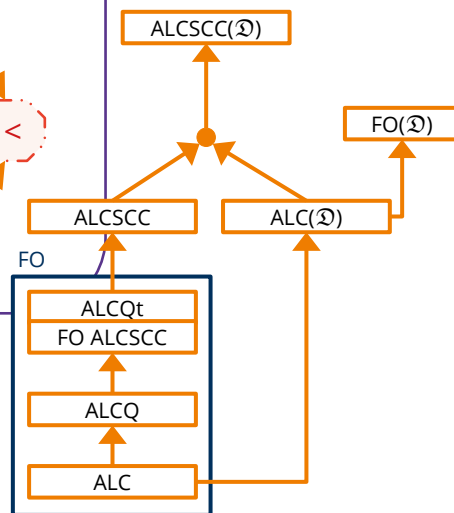 ALCSCC(𝔇)
FO(𝔇)
<
ALCSCC
ALC(𝔇)
FO
ALCQt
FO ALCSCC
ALCQ
ALC